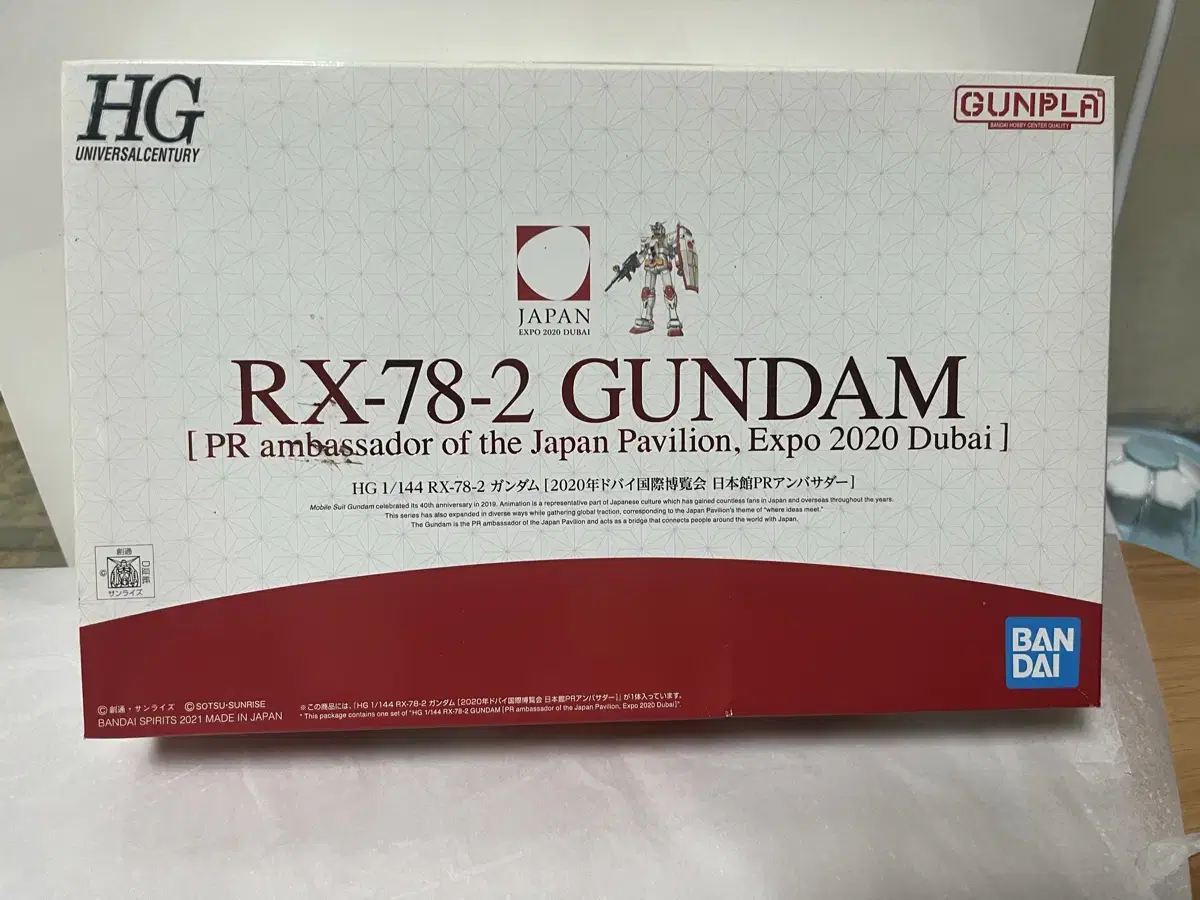 HG
UNIVERSAL CENTURY
GUNPLA
BANDAI HOBBY CENTER QUALITY
JAPAN
EXPO 2020 DUBAI
RX-78-2 GUNDAM
[ PR ambassador of the Japan Pavilion, Expo 2020 Dubai ]
HG 1/144 RX-78-2 ガンダム [2020年ドバイ国際博覧会 日本館PRアンバサダー]
Mobile Suit Gundam celebrated its 40th anniversary in 2019. Animation is a representative part of Japanese culture which has gained countless fans in Japan and overseas throughout the years.
This series has also expanded in diverse ways while gathering global traction, corresponding to the Japan Pavilion's theme of "where ideas meet."
The Gundam is the PR ambassador of the Japan Pavilion and acts as a bridge that connects people around the world with Japan.
創通
©
サンライズ
BAN
DAI
©創通・サンライズ ©SOTSU・SUNRISE
BANDAI SPIRITS 2021 MADE IN JAPAN
※この商品には、「HG 1/144 RX-78-2 ガンダム [2020年ドバイ国際博覧会 日本館PRアンバサダー]」が1体入っています。
* This package contains one set of "HG 1/144 RX-78-2 GUNDAM [PR ambassador of the Japan Pavilion, Expo 2020 Dubai]".